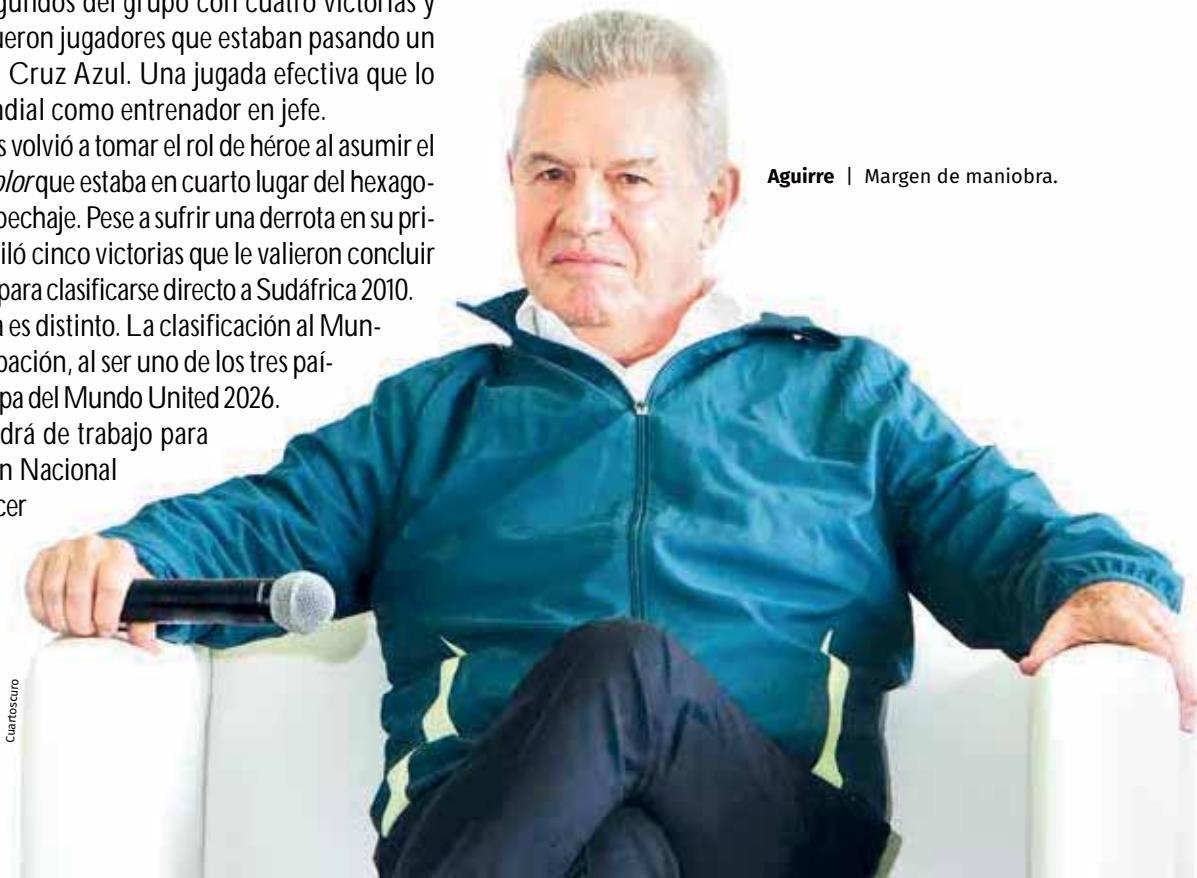 gundos del grupo con cuatro victorias y
ueron jugadores que estaban pasando un
Cruz Azul. Una jugada efectiva que lo
ndial como entrenador en jefe.
s volvió a tomar el rol de héroe al asumir el
olor que estaba en cuarto lugar del hexago-
pechaje. Pese a sufrir una derrota en su pri-
iló cinco victorias que le valieron concluir
para clasificarse directo a Sudáfrica 2010.
a es distinto. La clasificación al Mun-
pación, al ser uno de los tres paí-
pa del Mundo United 2026.
drá de trabajo para
n Nacional
cer
Aguirre | Margen de maniobra.
Cuartoscuro